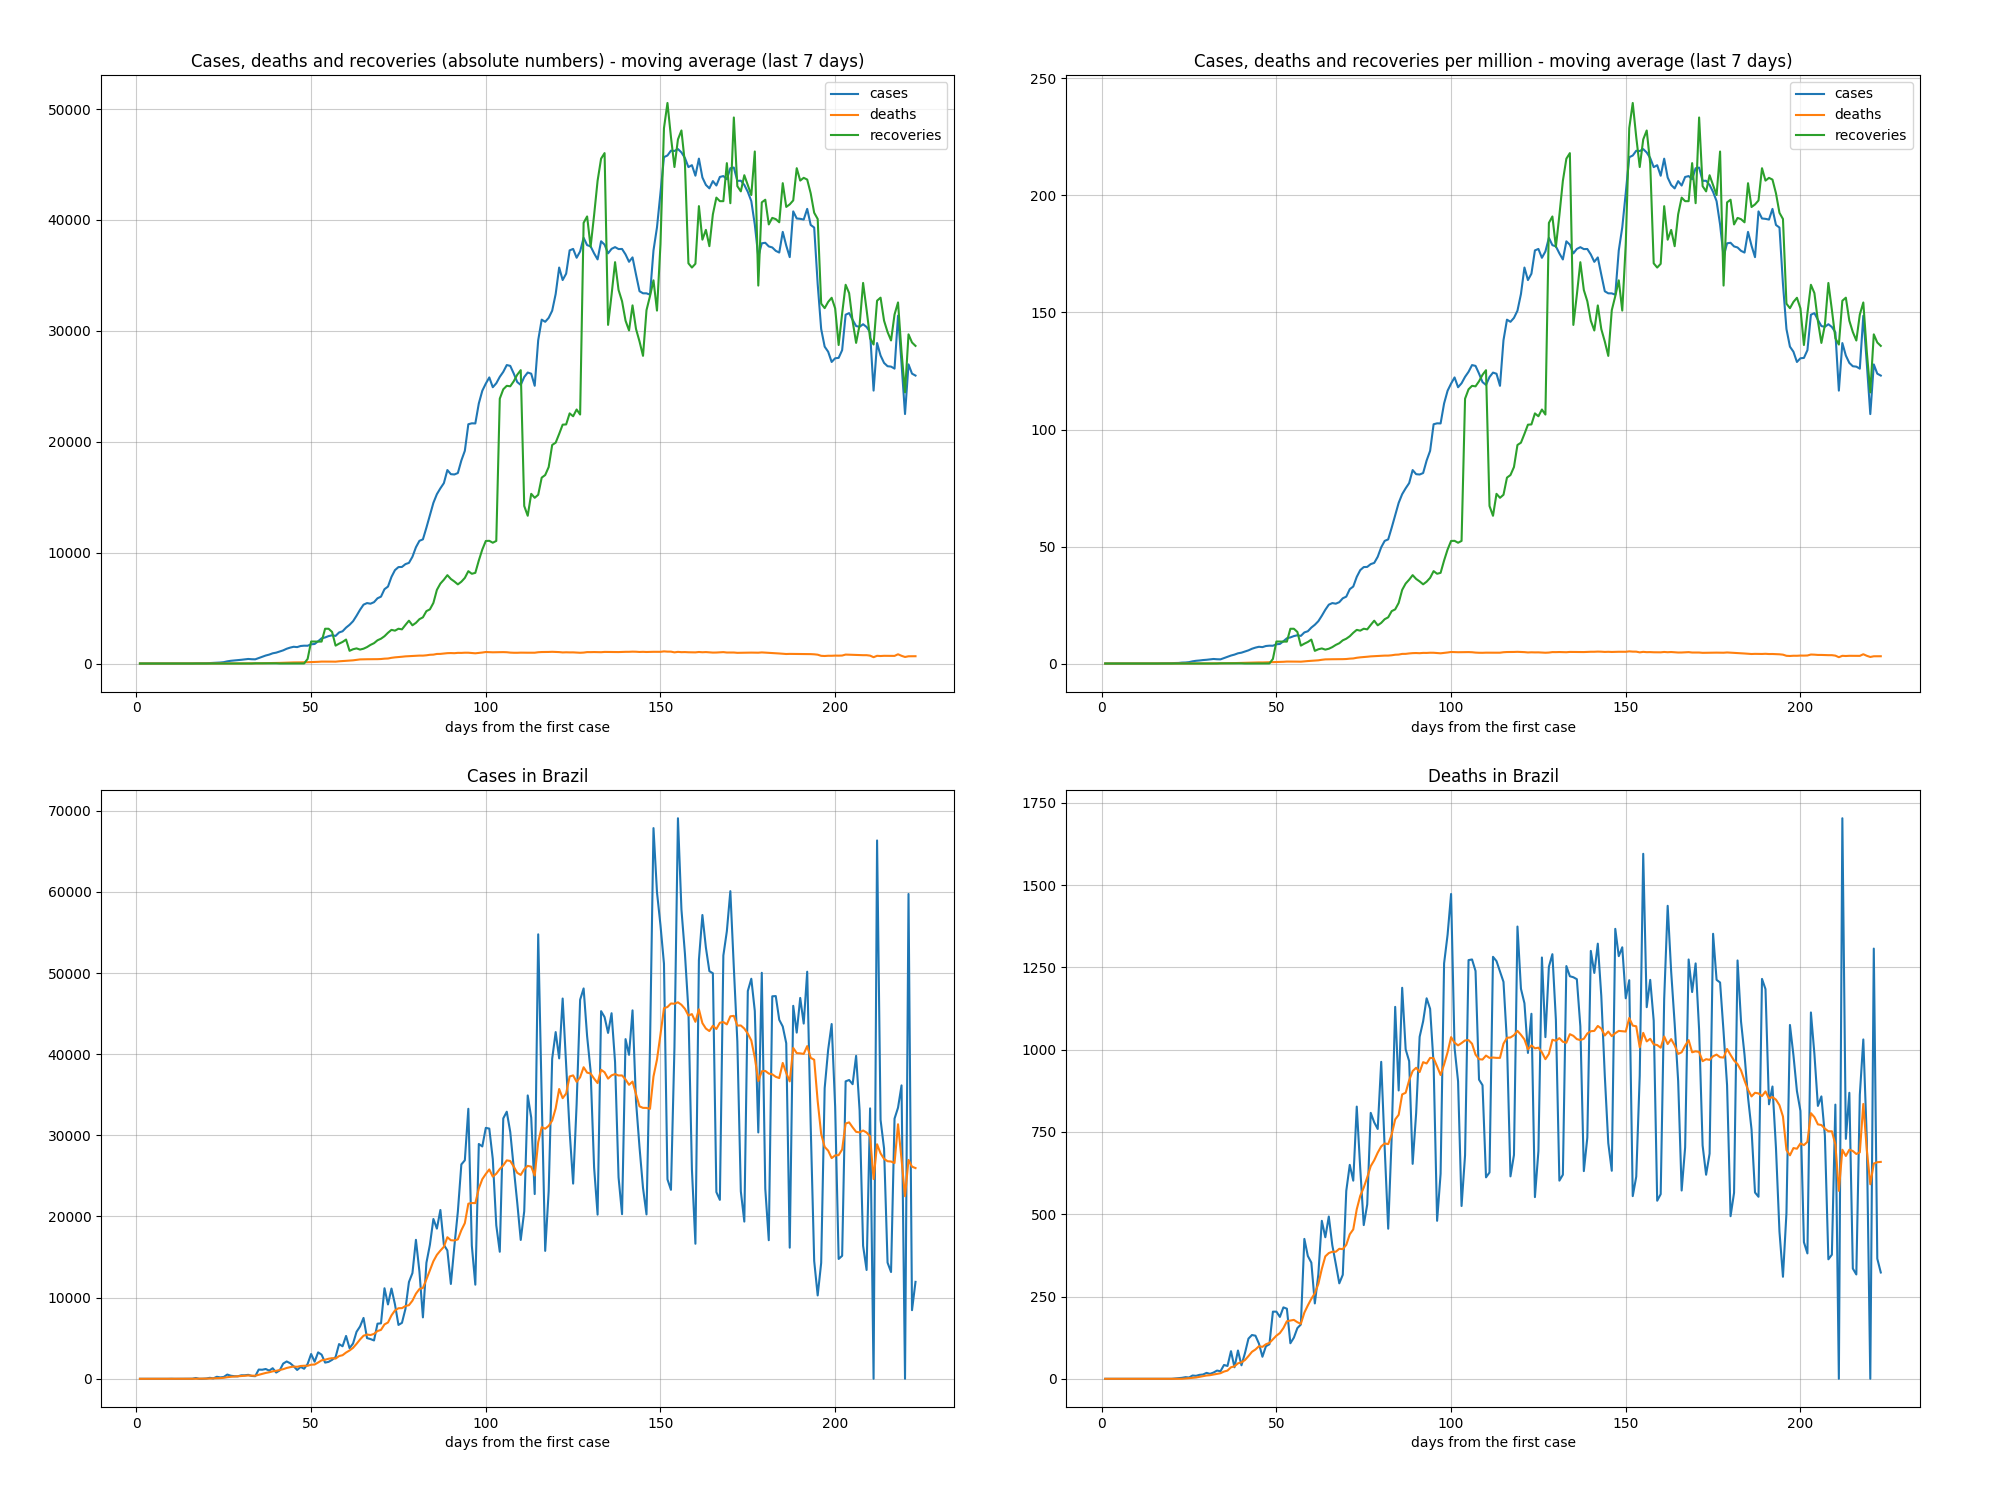 Cases, deaths and recoveries (absolute numbers) - moving average (last 7 days)
cases
deaths
recoveries
50000
40000
30000
20000
10000
0
0 50 100 150 200
days from the first case
Cases, deaths and recoveries per million - moving average (last 7 days)
cases
deaths
recoveries
250
200
150
100
50
0
0 50 100 150 200
days from the first case
Cases in Brazil
70000
60000
50000
40000
30000
20000
10000
0
0 50 100 150 200
days from the first case
Deaths in Brazil
1750
1500
1250
1000
750
500
250
0
0 50 100 150 200
days from the first case